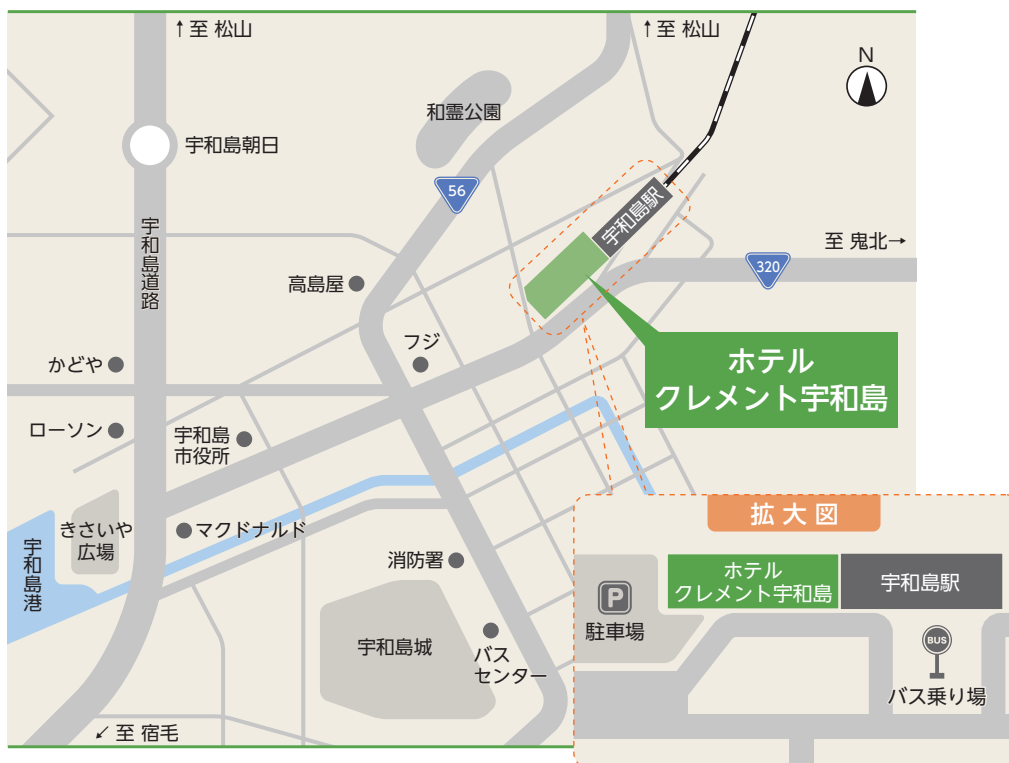 ↑至 松山
↑至 松山
N
和霊公園
宇和島朝日
56
宇和島駅
宇和島道路
至 鬼北→
320
高島屋
フジ
かどや
ホテル
クレメント宇和島
ローソン
宇和島
市役所
きさいや
広場
マクドナルド
宇和島港
消防署
宇和島城
バス
センター
↙至 宿毛
拡大図
ホテル
クレメント宇和島
宇和島駅
P
駐車場
BUS
バス乗り場